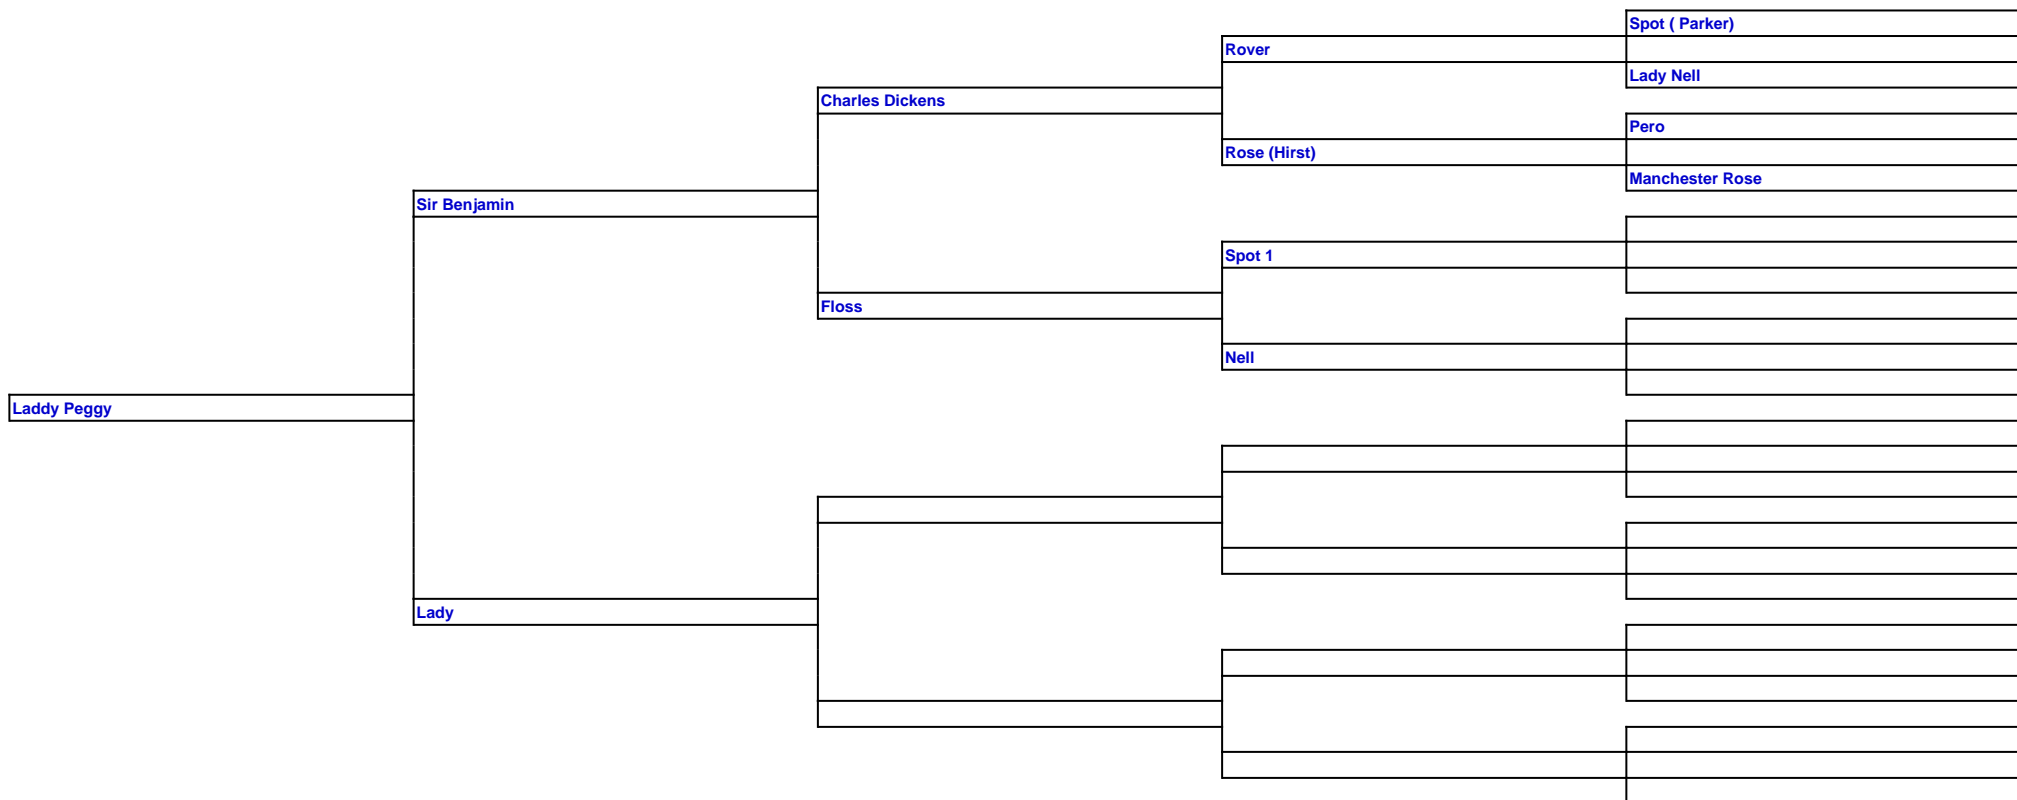 Spot ( Parker)
Rover
Lady Nell
Charles Dickens
Pero
Rose (Hirst)
Manchester Rose
Sir Benjamin
Spot 1
Floss
Nell
Laddy Peggy
Lady